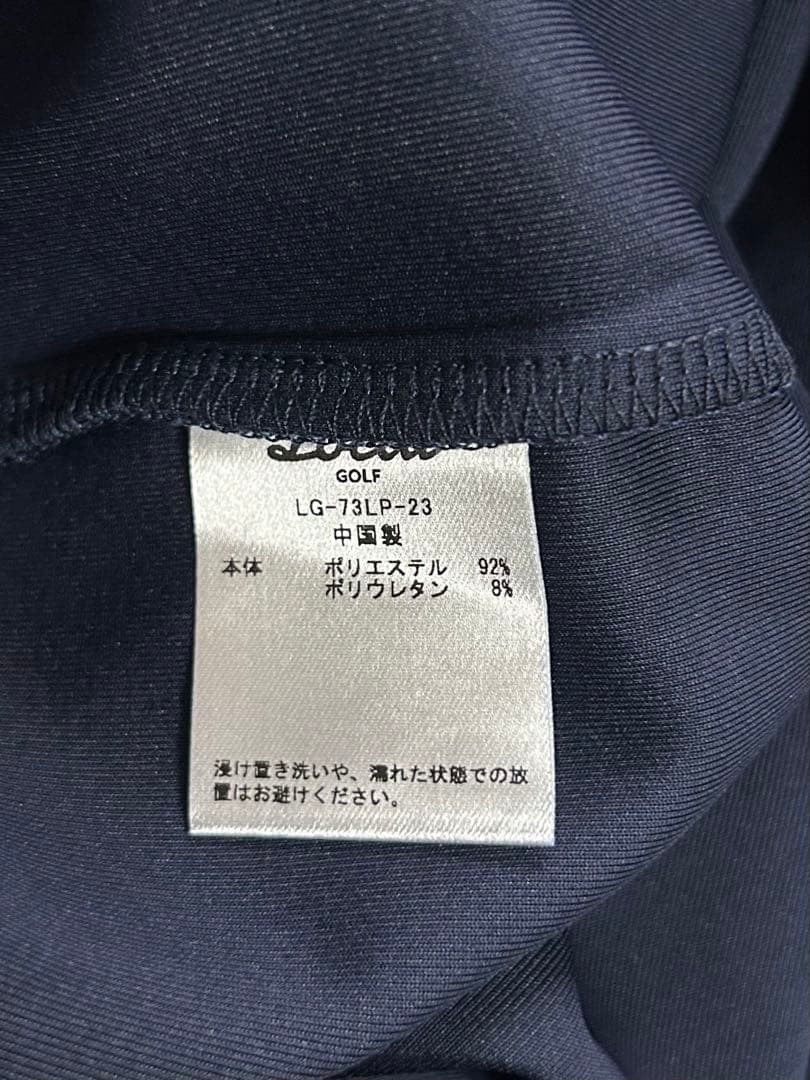 GOLF
LG-73LP-23
中国製
本体 ポリエステル 92%
ポリウレタン 8%
浸け置き洗いや、濡れた状態での放
置はお避けください。